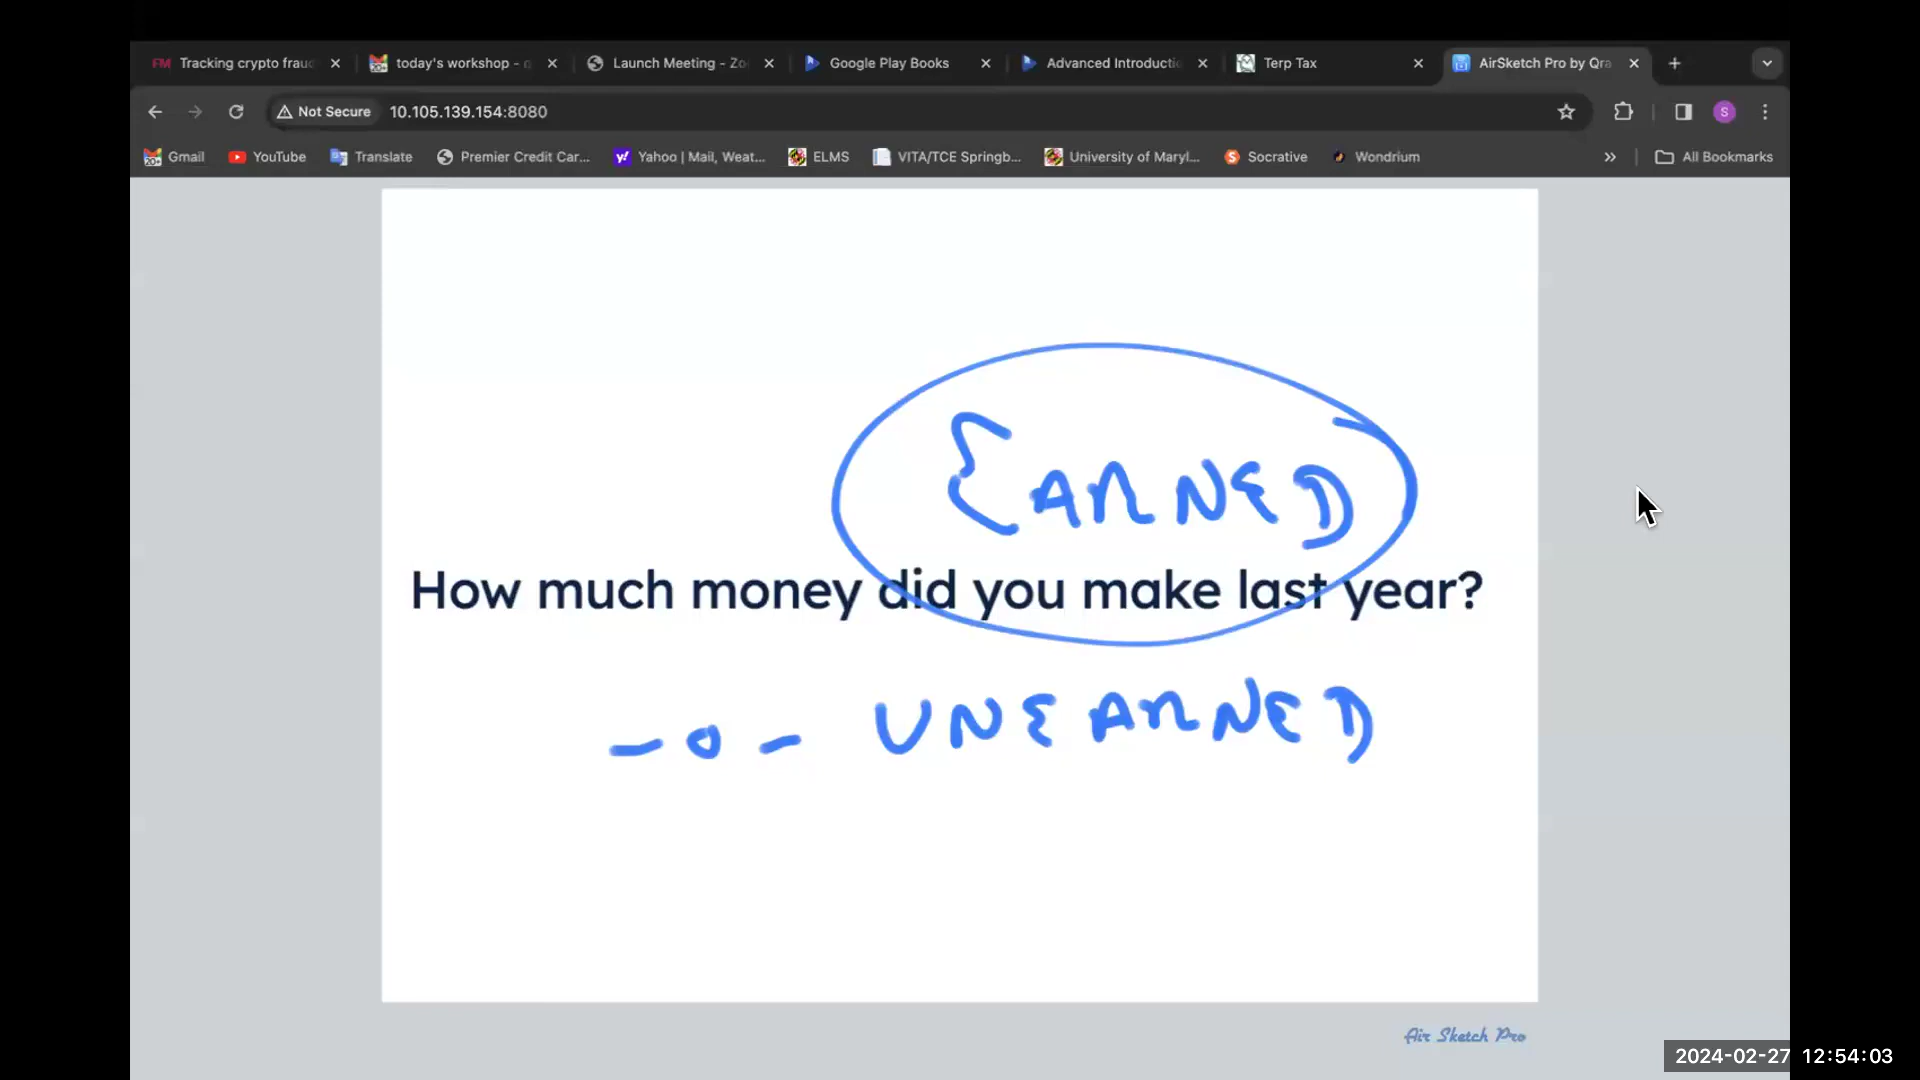 Tracking crypto fraud
today's workshop -
Launch Meeting - Zo
Google Play Books
Advanced Introducti
Terp Tax
AirSketch Pro by Qra
Not Secure
10.105.139.154:8080
S
Gmail
YouTube
Translate
Premier Credit Car...
Yahoo | Mail, Weat...
ELMS
VITA/TCE Springb...
University of Maryl...
Socrative
Wondrium
All Bookmarks
EARNED
How much money did you make last year?
- 0 - UNEARNED
Air Sketch Pro
2024-02-27 12:54:03